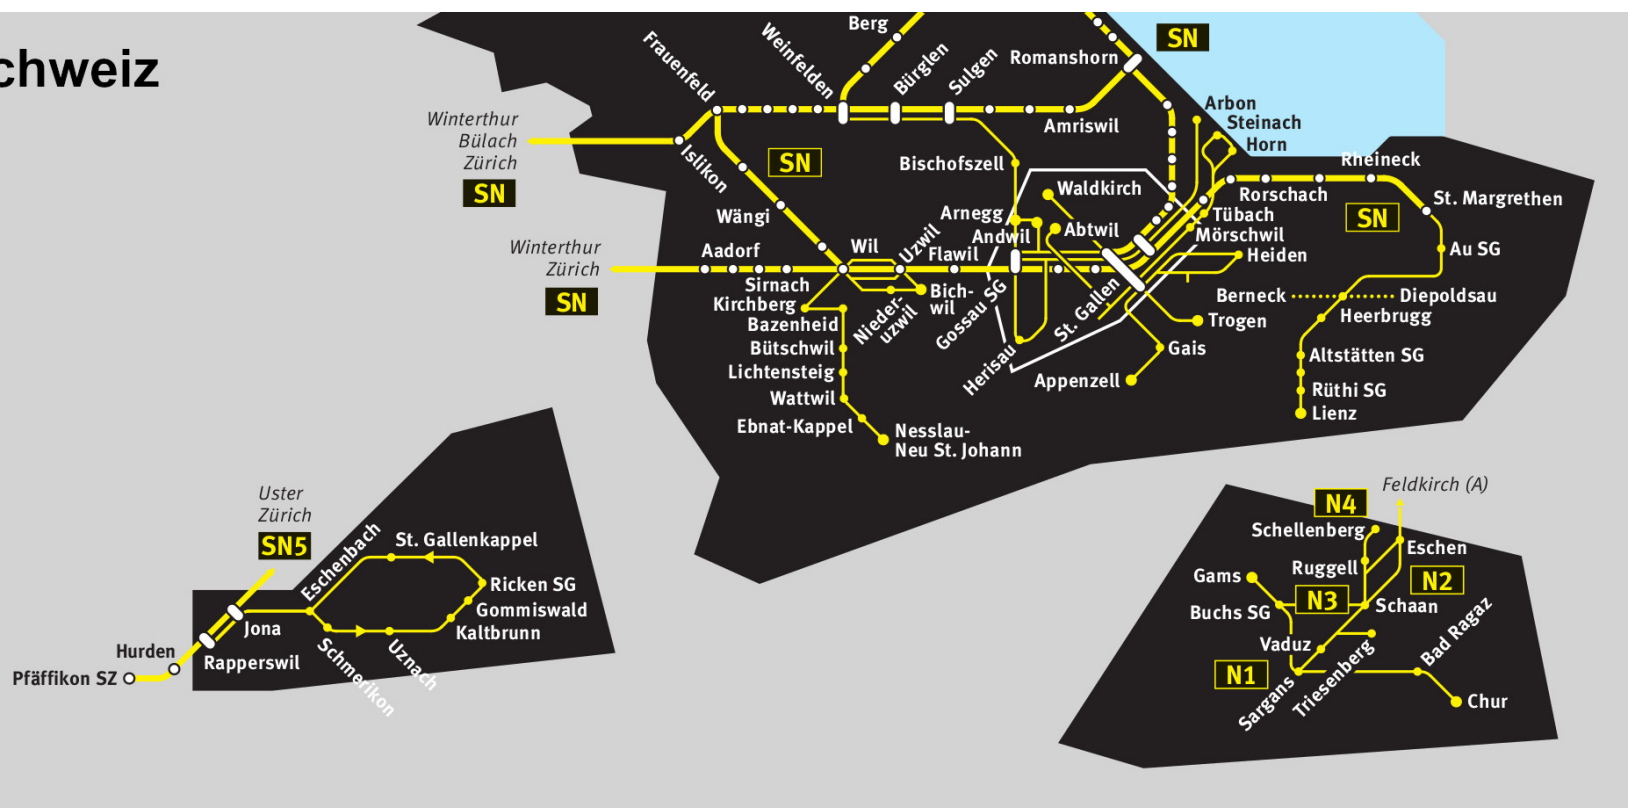 chweiz
Berg
SN
Frauenfeld
Weinfelden
Bürglen
Sulgen
Romanshorn
Arbon
Steinach
Horn
Winterthur
Bülach
Zürich
SN
Islikon
SN
Amriswil
Bischofszell
Rheineck
Waldkirch
Rorschach
St. Margrethen
SN
Wängi
Arnegg
Andwil
Abtwil
Tübach
Mörschwil
Heiden
Au SG
Winterthur
Zürich
SN
Aadorf
Sirnach
Wil
Uzwil
Flawil
Kirchberg
Bazenheid
Nieder-
uzwil
Bich-
wil
Gossau SG
Herisau
St. Gallen
Trogen
Gais
Appenzell
Berneck
Diepoldsau
Heerbrugg
Altstätten SG
Rüthi SG
Lienz
Bütschwil
Lichtensteig
Wattwil
Ebnat-Kappel
Nesslau-
Neu St. Johann
Uster
Zürich
SN5
Eschenbach
St. Gallenkappel
Ricken SG
Gommiswald
Kaltbrunn
Uznach
Schmerikon
Jona
Rapperswil
Hurden
Pfäffikon SZ
Feldkirch (A)
N4
Schellenberg
Eschen
Ruggell
N2
Gams
N3
Schaan
Buchs SG
Vaduz
Bad Ragaz
N1
Sargans
Triesenberg
Chur